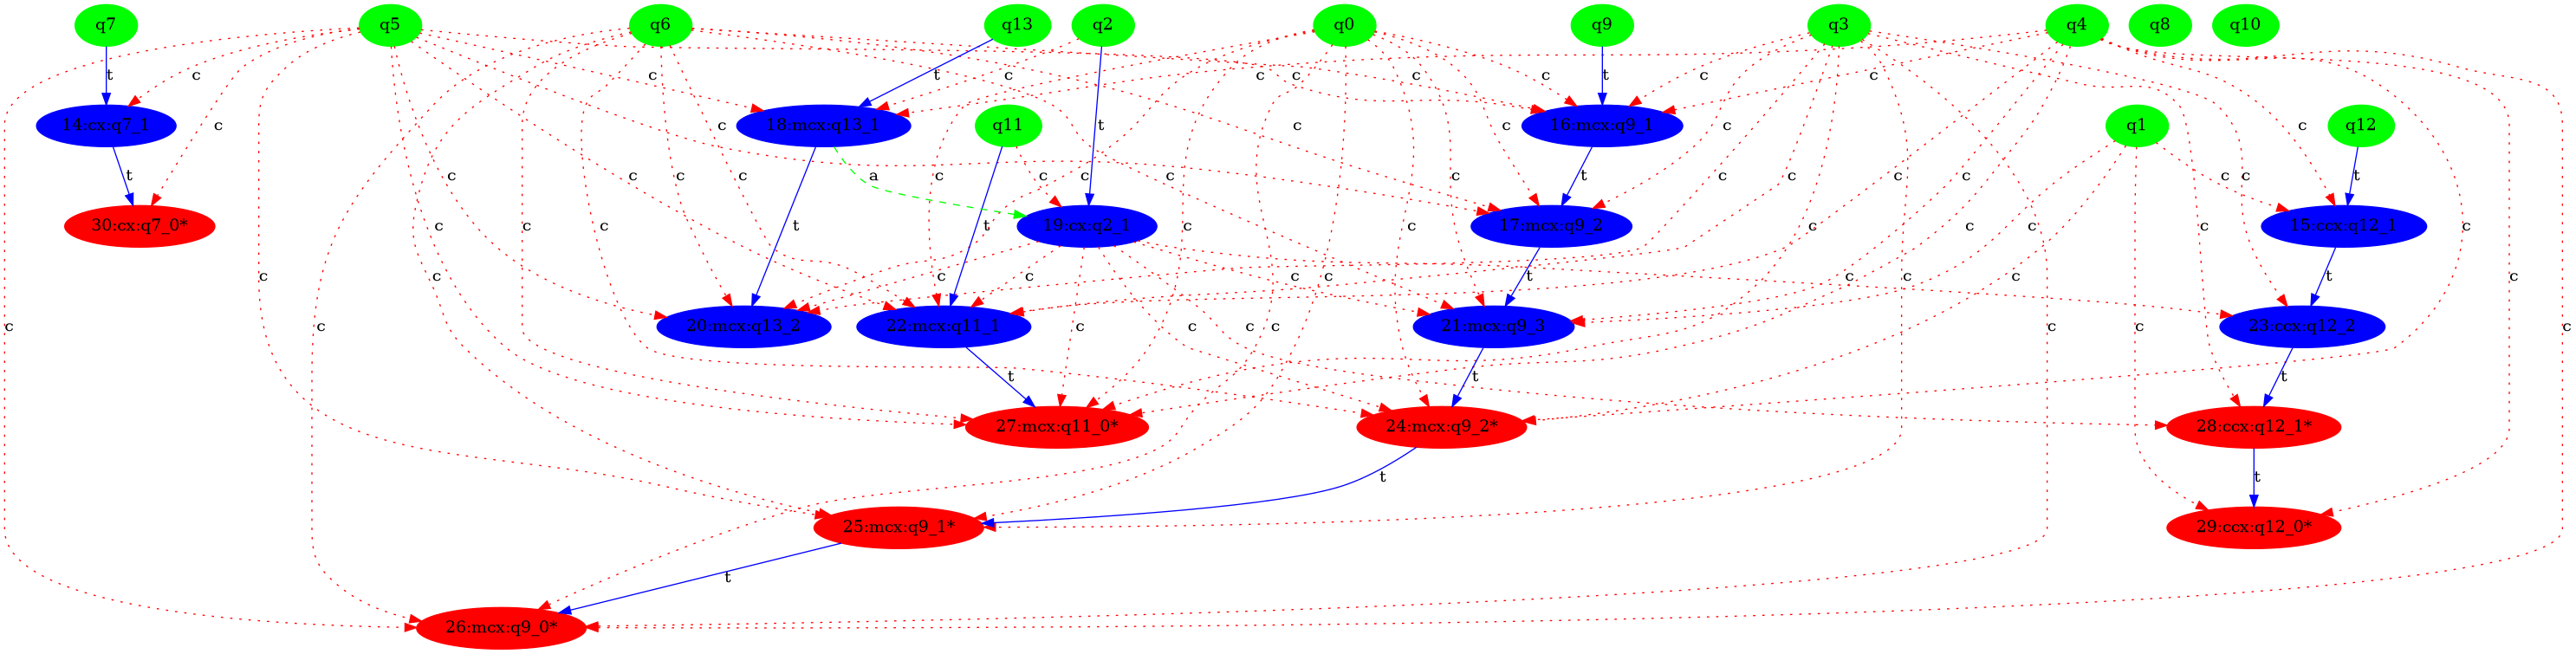 q7 q5 q6 q13 q2 q0 q9 q3 q4 q8 q10
t c c c t c c c c t c c c
14:cx:q7_1 18:mcx:q13_1 q11 16:mcx:q9_1 q1 q12
t c c c c t c c c c c c c t
a c c c c c c c c
30:cx:q7_0* 19:cx:q2_1 17:mcx:q9_2 15:ccx:q12_1
c c c t c c c t c c c t
20:mcx:q13_2 22:mcx:q11_1 21:mcx:q9_3 23:ccx:q12_2
c c c c c c c c c c
t t t
27:mcx:q11_0* 24:mcx:q9_2* 28:ccx:q12_1*
t t
25:mcx:q9_1* 29:ccx:q12_0*
t
26:mcx:q9_0*